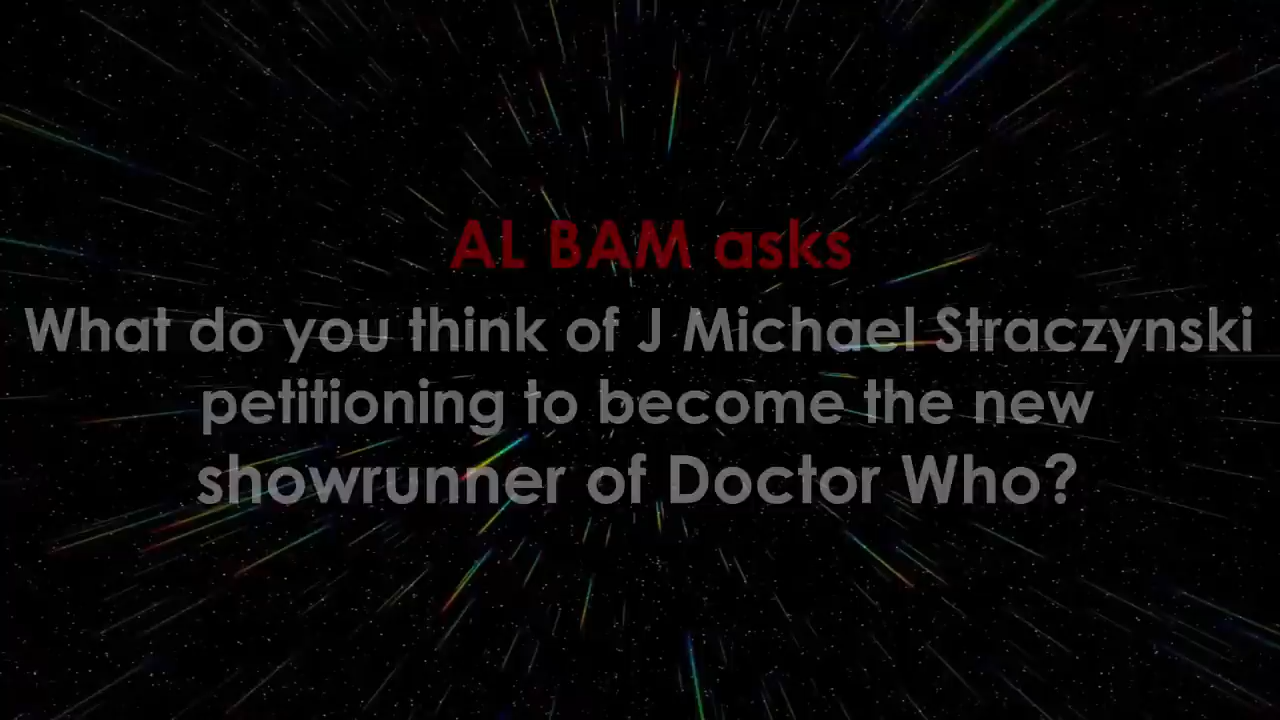 AL BAM asks
What do you think of J Michael Straczynski
petitioning to become the new
showrunner of Doctor Who?